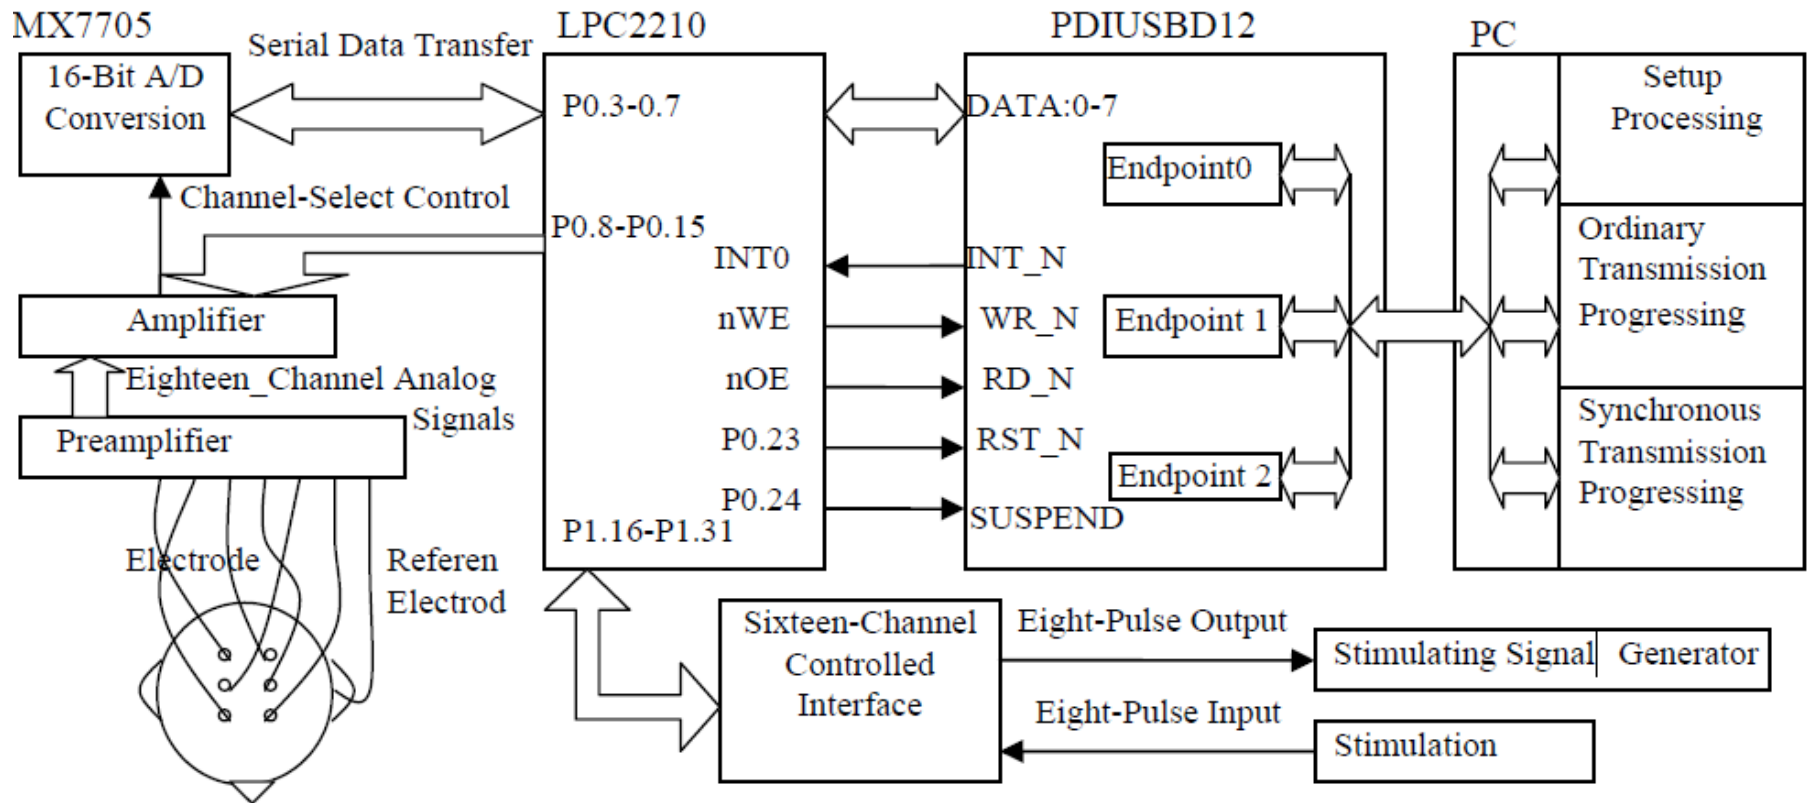 MX7705
LPC2210
PDIUSBD12
PC
Serial Data Transfer
16-Bit A/D
Conversion
P0.3-0.7
DATA:0-7
Setup
Processing
Endpoint0
Channel-Select Control
P0.8-P0.15
INT0
INT_N
Ordinary
Transmission
Progressing
Amplifier
nWE
WR_N
Endpoint 1
Eighteen_Channel Analog
Signals
nOE
RD_N
Preamplifier
P0.23
RST_N
Synchronous
Transmission
Progressing
Endpoint 2
P0.24
SUSPEND
P1.16-P1.31
Electrode
Referen
Electrod
Sixteen-Channel
Controlled
Interface
Eight-Pulse Output
Stimulating Signal Generator
Eight-Pulse Input
Stimulation